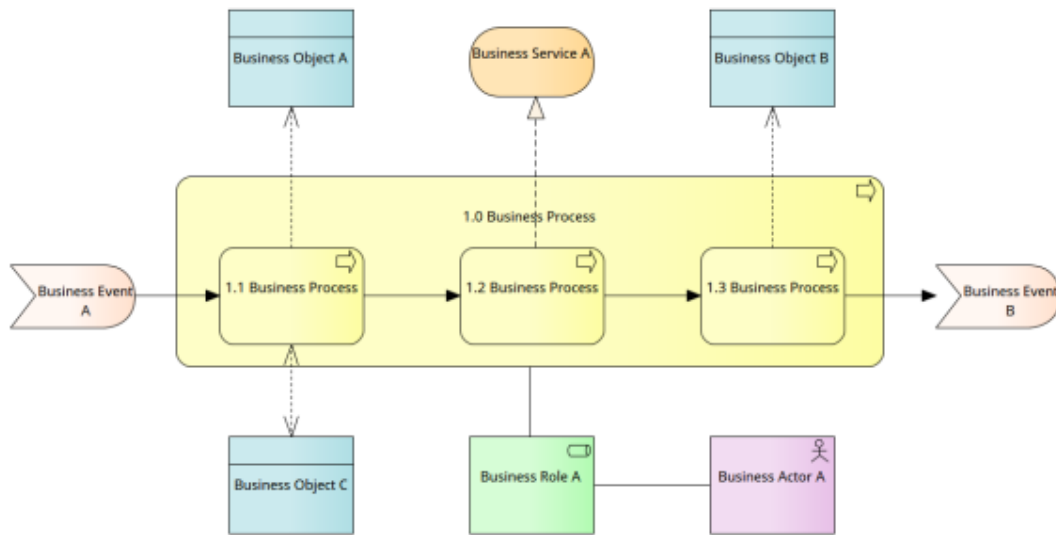 Business Object A
Business Service A
Business Object B
1.0 Business Process
Business Event
A
1.1 Business Process
1.2 Business Process
1.3 Business Process
Business Event
B
Business Object C
Business Role A
Business Actor A